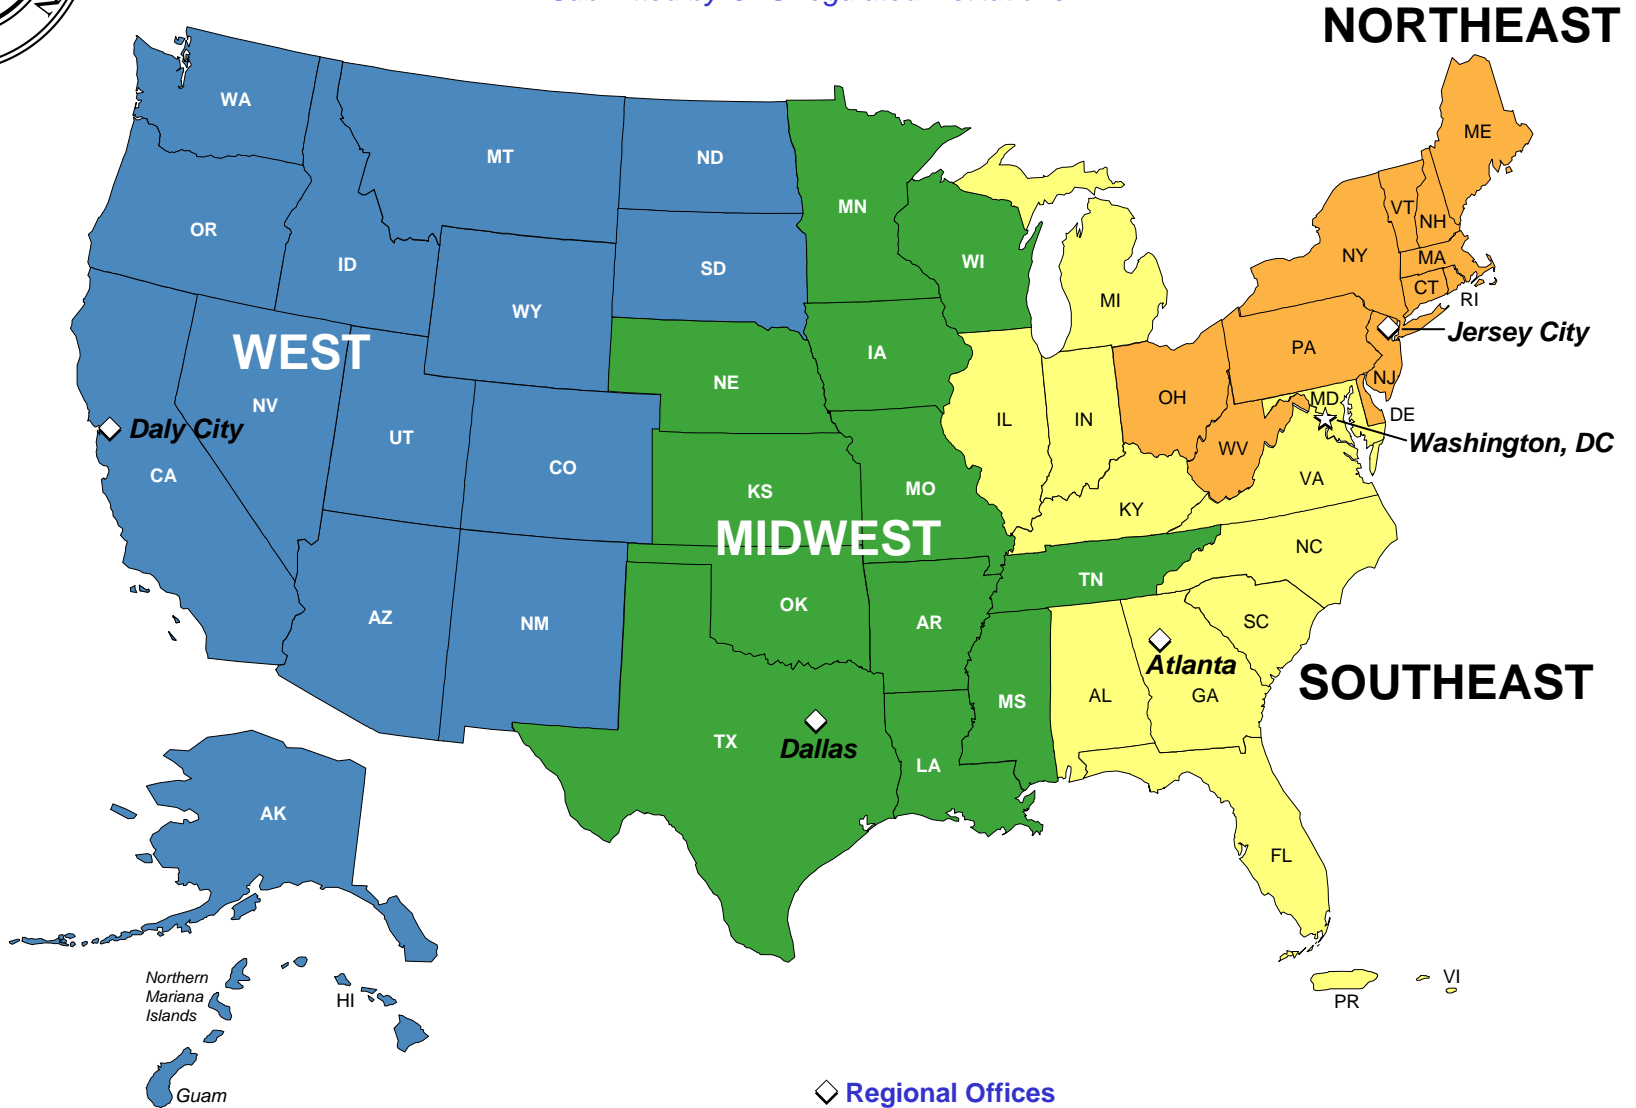 NORTHEAST
WA
MT
ND
MN
ME
OR
ID
SD
WI
VT
NH
NY
MA
CT
RI
WY
MI
WEST
IA
Jersey City
PA
NE
NV
OH
NJ
IL
IN
MD
DE
Daly City
UT
CO
WV
Washington, DC
CA
KS
MO
VA
KY
MIDWEST
NC
TN
AZ
NM
OK
AR
SC
Atlanta
SOUTHEAST
AL
GA
MS
TX
Dallas
LA
AK
FL
Northern
Mariana
Islands
HI
PR
VI
Guam
Regional Offices